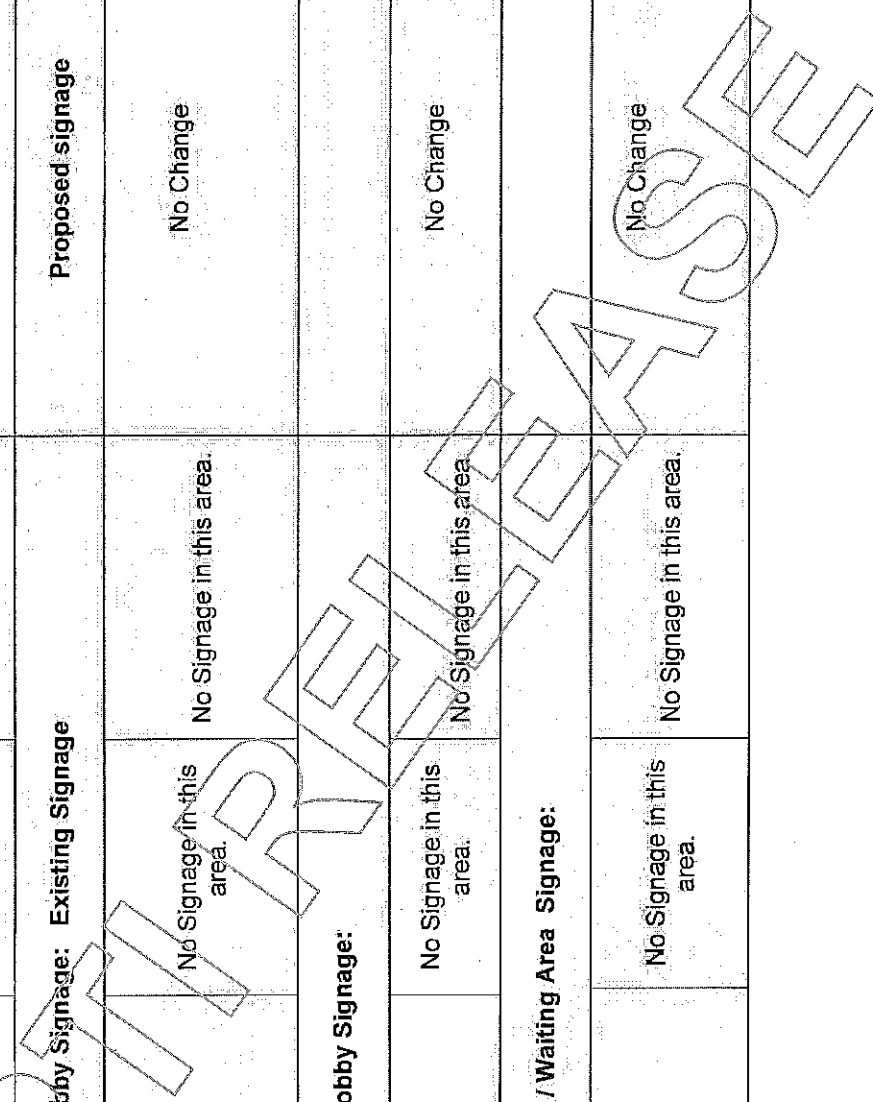 Signage: Existing Signage
Proposed signage
No Signage in this
area.
No Signage in this area.
No Change
Signage:
No Signage in this
area.
No Signage in this area.
No Change
/ Waiting Area Signage:
No Signage in this
area.
No Signage in this area.
No Change
RELEASE